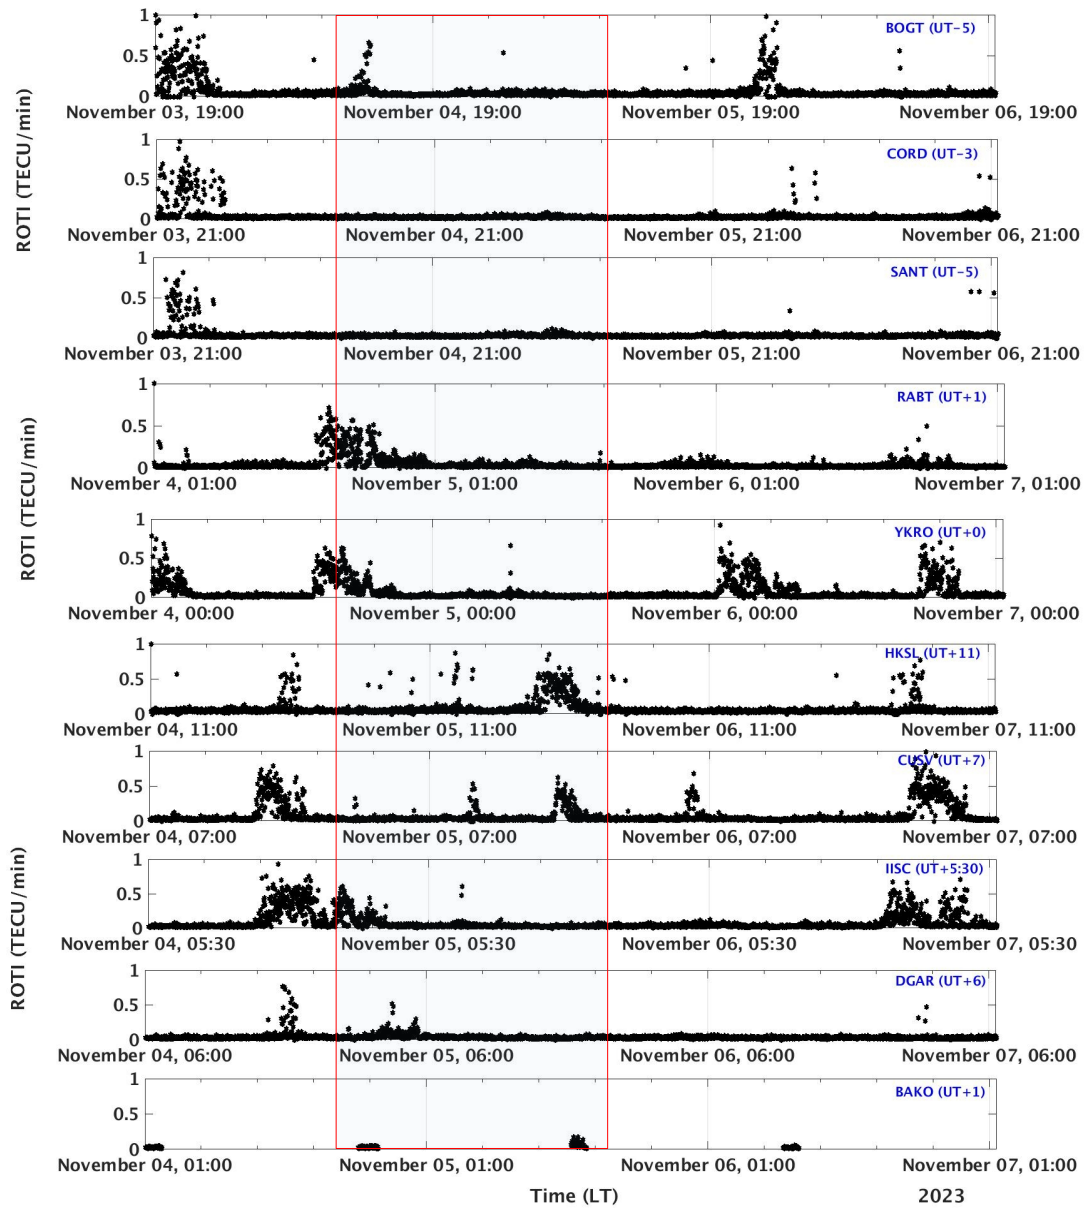 BOGT (UT−5)
1
0.5
0
November 03, 19:00 November 04, 19:00 November 05, 19:00 November 06, 19:00
CORD (UT−3)
1
0.5
0
November 03, 21:00 November 04, 21:00 November 05, 21:00 November 06, 21:00
SANT (UT−5)
1
0.5
0
November 03, 21:00 November 04, 21:00 November 05, 21:00 November 06, 21:00
ROTI (TECU/min)
RABT (UT+1)
1
0.5
0
November 4, 01:00 November 5, 01:00 November 6, 01:00 November 7, 01:00
YKRO (UT+0)
1
0.5
0
November 4, 00:00 November 5, 00:00 November 6, 00:00 November 7, 00:00
ROTI (TECU/min)
HKSL (UT+11)
1
0.5
0
November 04, 11:00 November 05, 11:00 November 06, 11:00 November 07, 11:00
CUSV (UT+7)
1
0.5
0
November 04, 07:00 November 05, 07:00 November 06, 07:00 November 07, 07:00
IISC (UT+5:30)
1
0.5
0
November 04, 05:30 November 05, 05:30 November 06, 05:30 November 07, 05:30
DGAR (UT+6)
1
0.5
0
November 04, 06:00 November 05, 06:00 November 06, 06:00 November 07, 06:00
BAKO (UT+1)
1
0.5
0
November 04, 01:00 November 05, 01:00 November 06, 01:00 November 07, 01:00
ROTI (TECU/min)
Time (LT) 2023